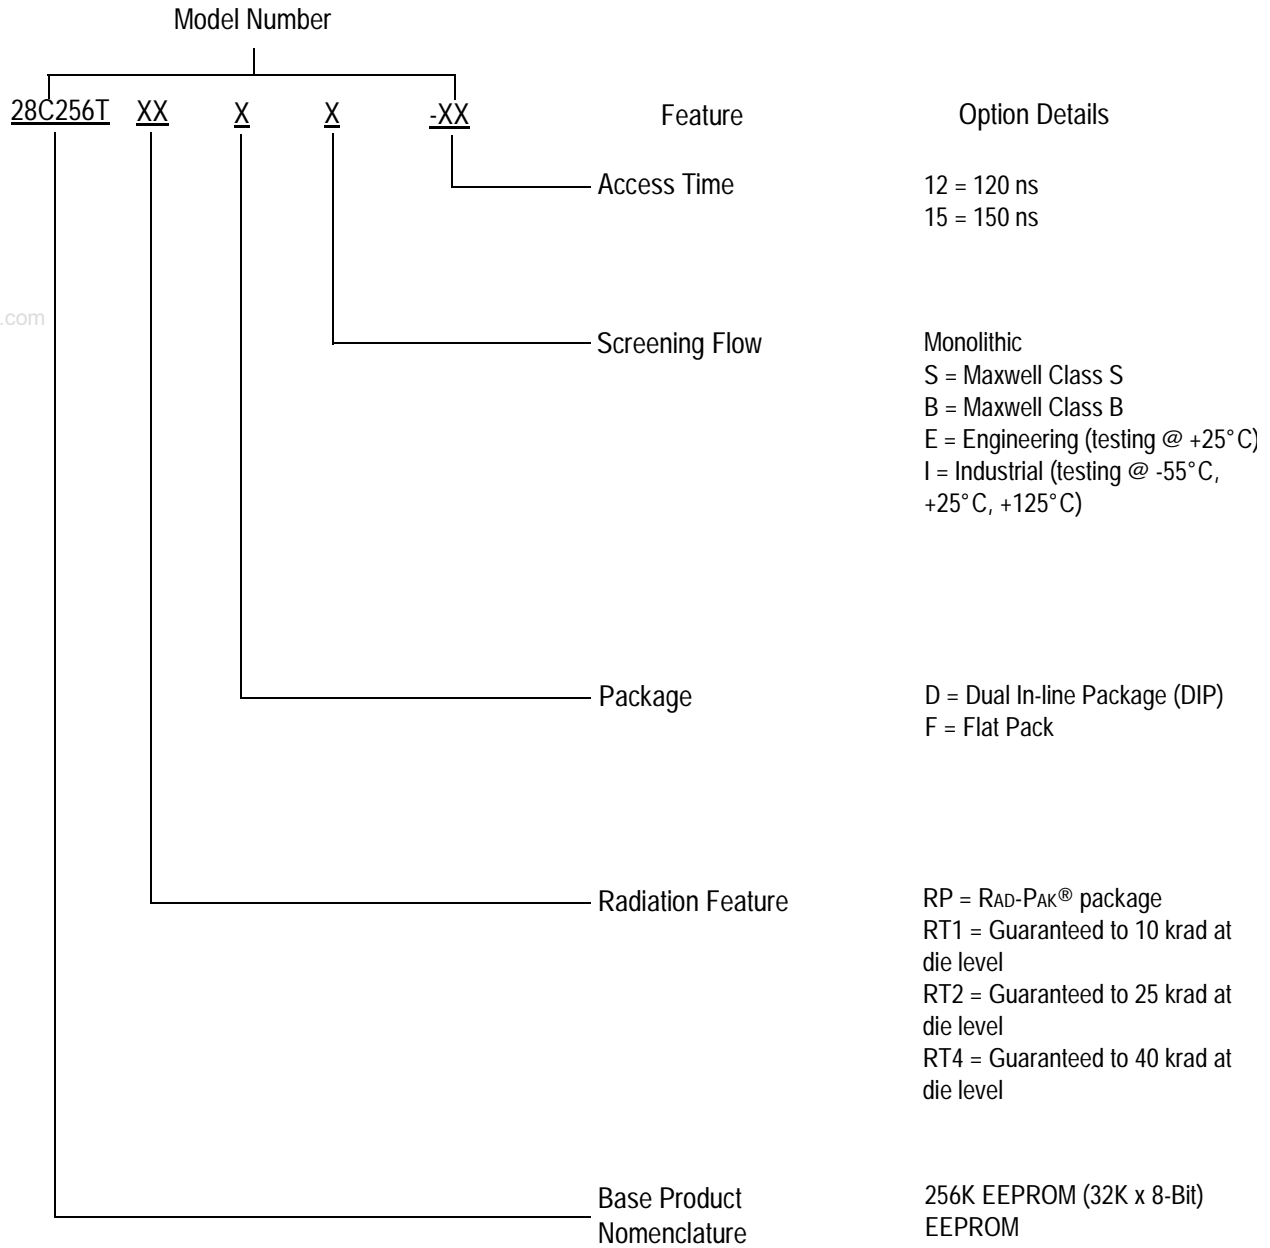 Model Number
28C256T XX X X -XX Feature Option Details
Access Time
12 = 120 ns
15 = 150 ns
.com
Screening Flow
Monolithic
S = Maxwell Class S
B = Maxwell Class B
E = Engineering (testing @ +25°C)
I = Industrial (testing @ -55°C,
+25°C, +125°C)
Package
D = Dual In-line Package (DIP)
F = Flat Pack
Radiation Feature
RP = RAD-PAK® package
RT1 = Guaranteed to 10 krad at
die level
RT2 = Guaranteed to 25 krad at
die level
RT4 = Guaranteed to 40 krad at
die level
Base Product
Nomenclature
256K EEPROM (32K x 8-Bit)
EEPROM